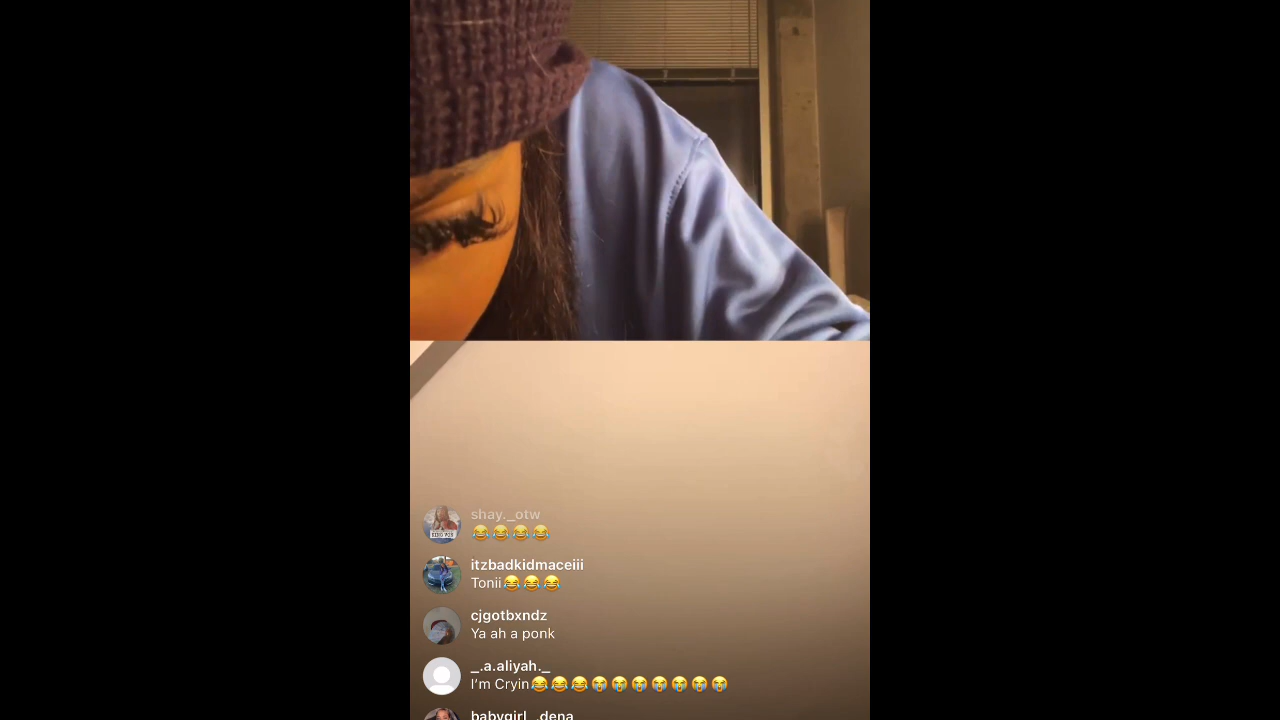 shay._otw
😂😂😂😂
itzbadkidmaceiii
Tonii😂😂😂
cjgotbxndz
Ya ah a ponk
_.a.aliyah._
I'm Cryin😂😂😂😭😭😭😭😭😭😭
babygirl_.dena